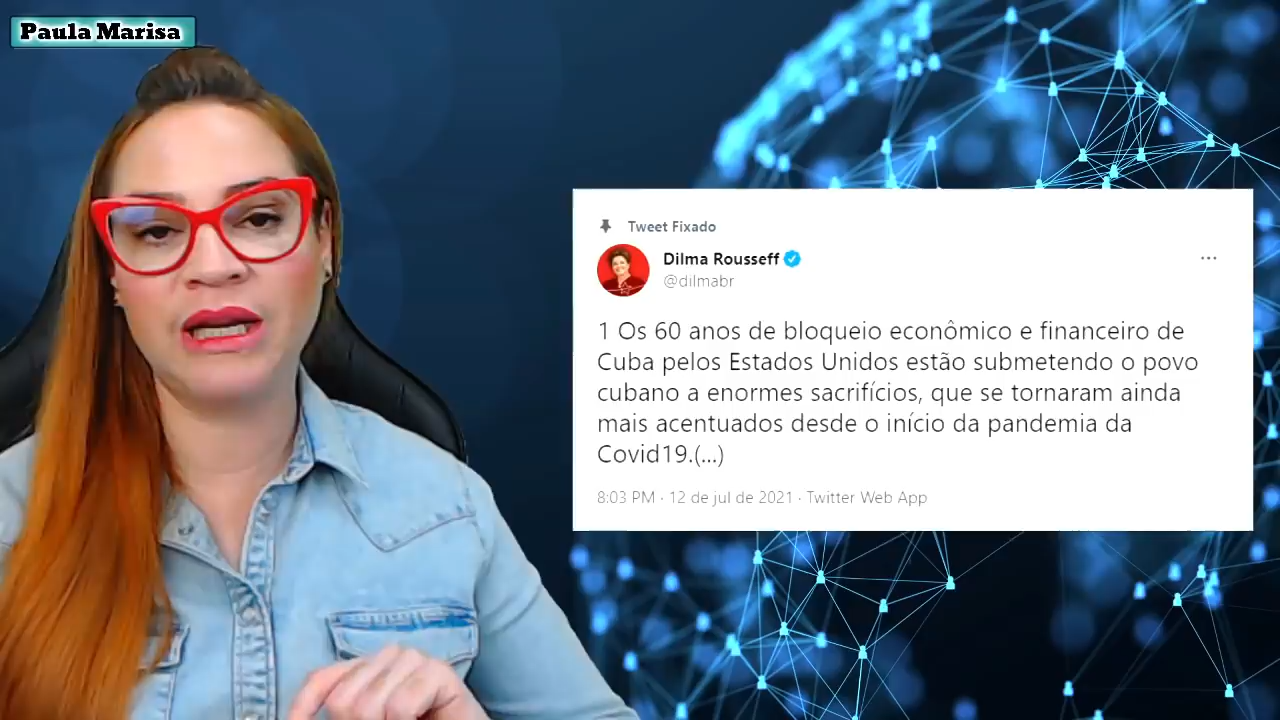 Paula Marisa
Tweet Fixado
Dilma Rousseff
@dilmabr
1 Os 60 anos de bloqueio econômico e financeiro de
Cuba pelos Estados Unidos estão submetendo o povo
cubano a enormes sacrifícios, que se tornaram ainda
mais acentuados desde o início da pandemia da
Covid19.(...)
8:03 PM · 12 de jul de 2021 · Twitter Web App